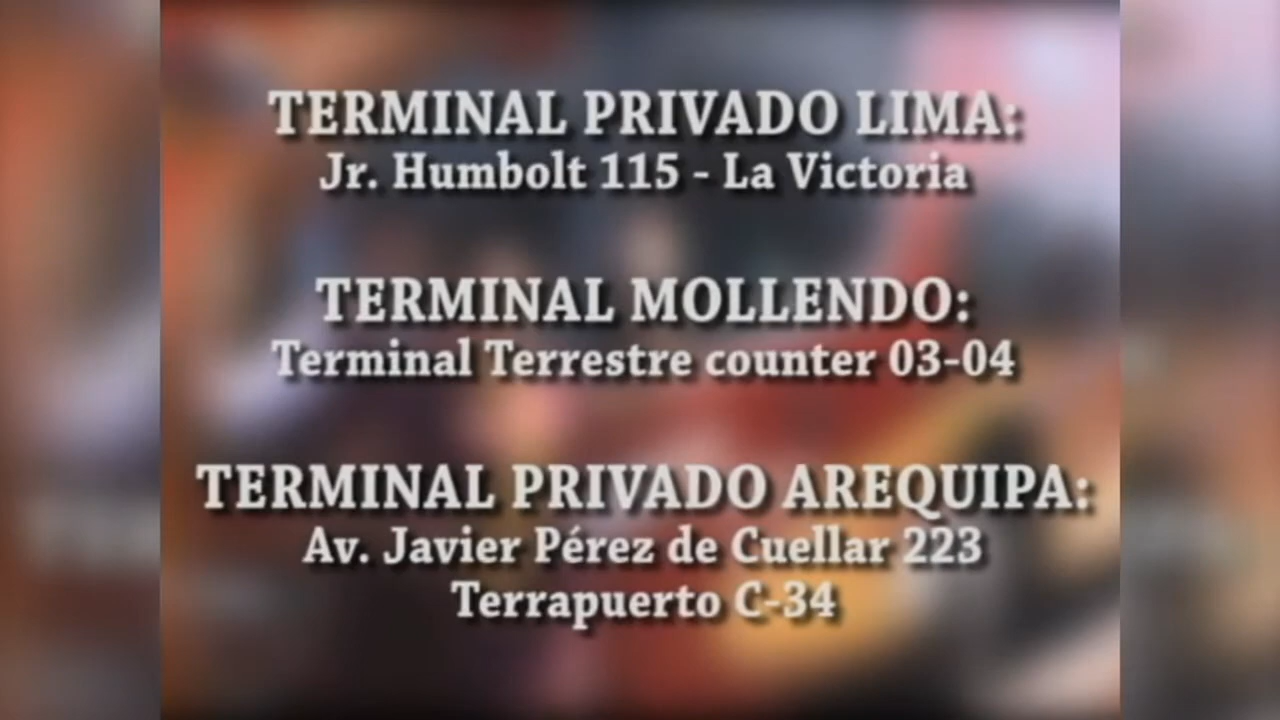 TERMINAL PRIVADO LIMA:
Jr. Humbolt 115 - La Victoria
TERMINAL MOLLENDO:
Terminal Terrestre counter 03-04
TERMINAL PRIVADO AREQUIPA:
Av. Javier Pérez de Cuellar 223
Terrapuerto C-34